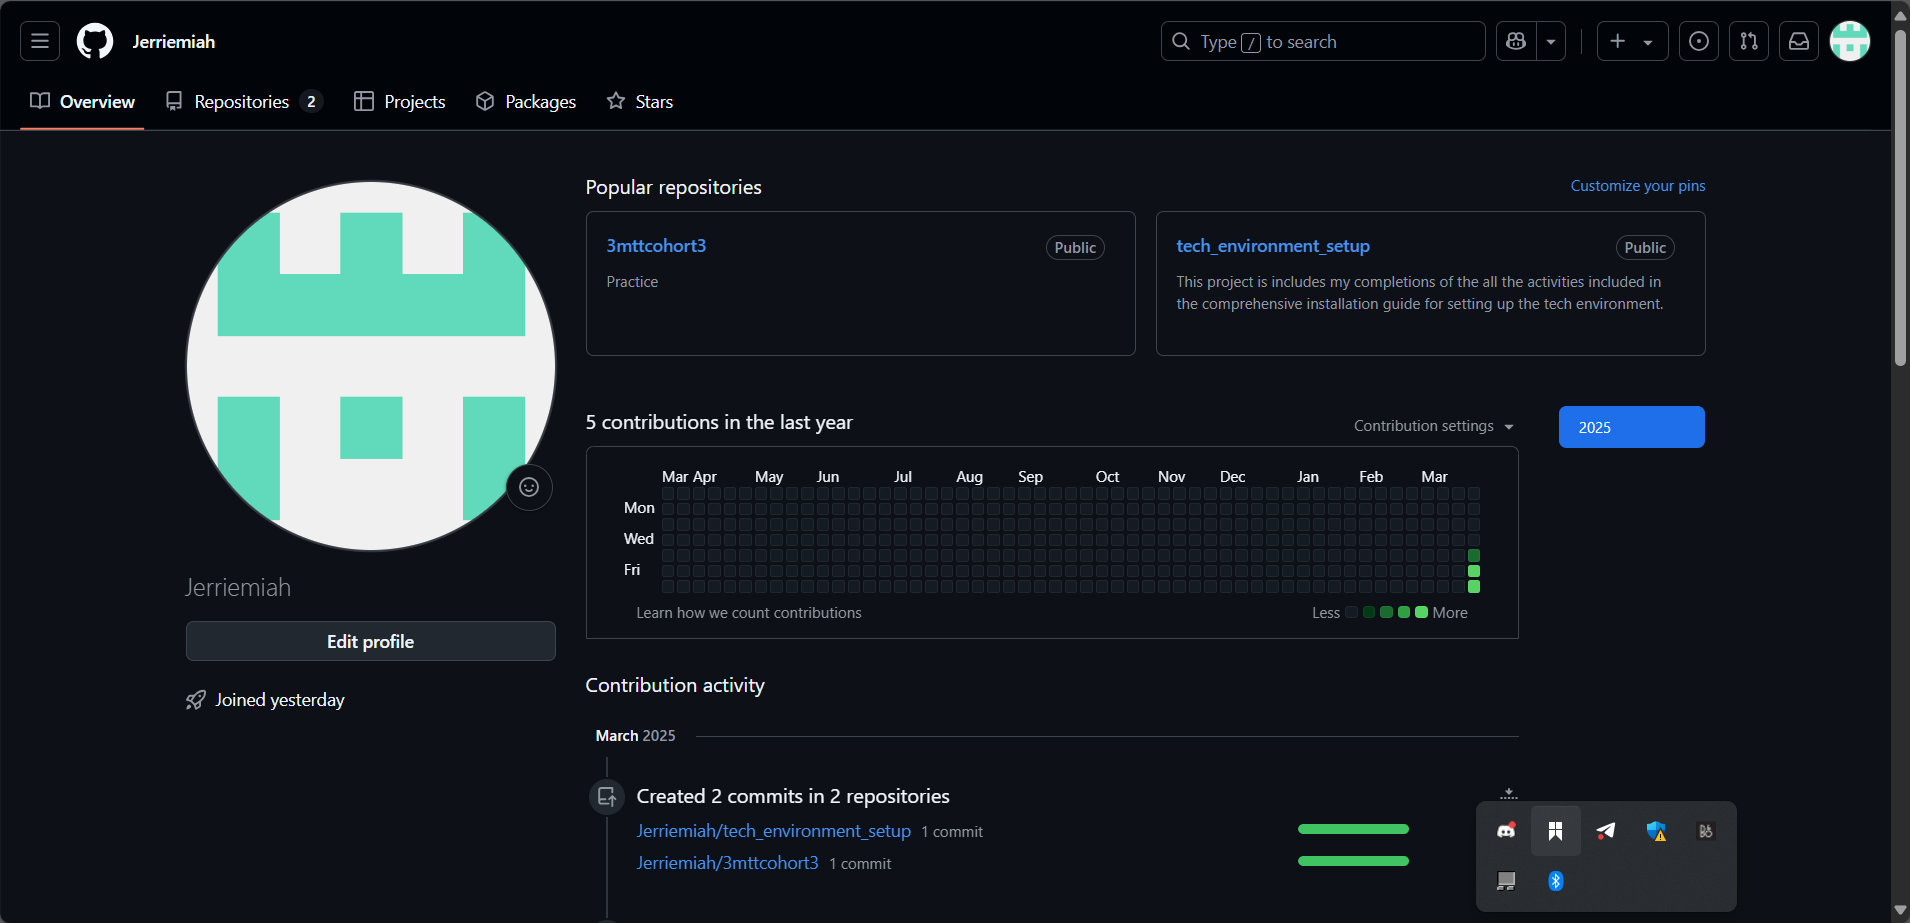 Jerriemiah
Type / to search
Overview Repositories 2 Projects Packages Stars
Popular repositories
Customize your pins
3mttcohort3 Public
Practice
tech_environment_setup Public
This project is includes my completions of the all the activities included in
the comprehensive installation guide for setting up the tech environment.
5 contributions in the last year
Contribution settings
2025
Mar Apr May Jun Jul Aug Sep Oct Nov Dec Jan Feb Mar
Mon
Wed
Fri
Learn how we count contributions
Less More
Jerriemiah
Edit profile
Joined yesterday
Contribution activity
March 2025
Created 2 commits in 2 repositories
Jerriemiah/tech_environment_setup 1 commit
Jerriemiah/3mttcohort3 1 commit